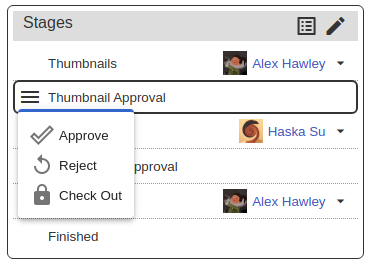 Stages
Thumbnails Alex Hawley
Thumbnail Approval
Approve
Haska Su
Reject
pproval
Check Out
Alex Hawley
Finished